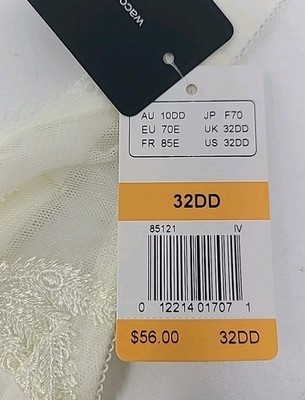 waco
AU 10DD JP F70
EU 70E UK 32DD
FR 85E US 32DD
32DD
85121 IV
0 12214 01707 1
$56.00 32DD